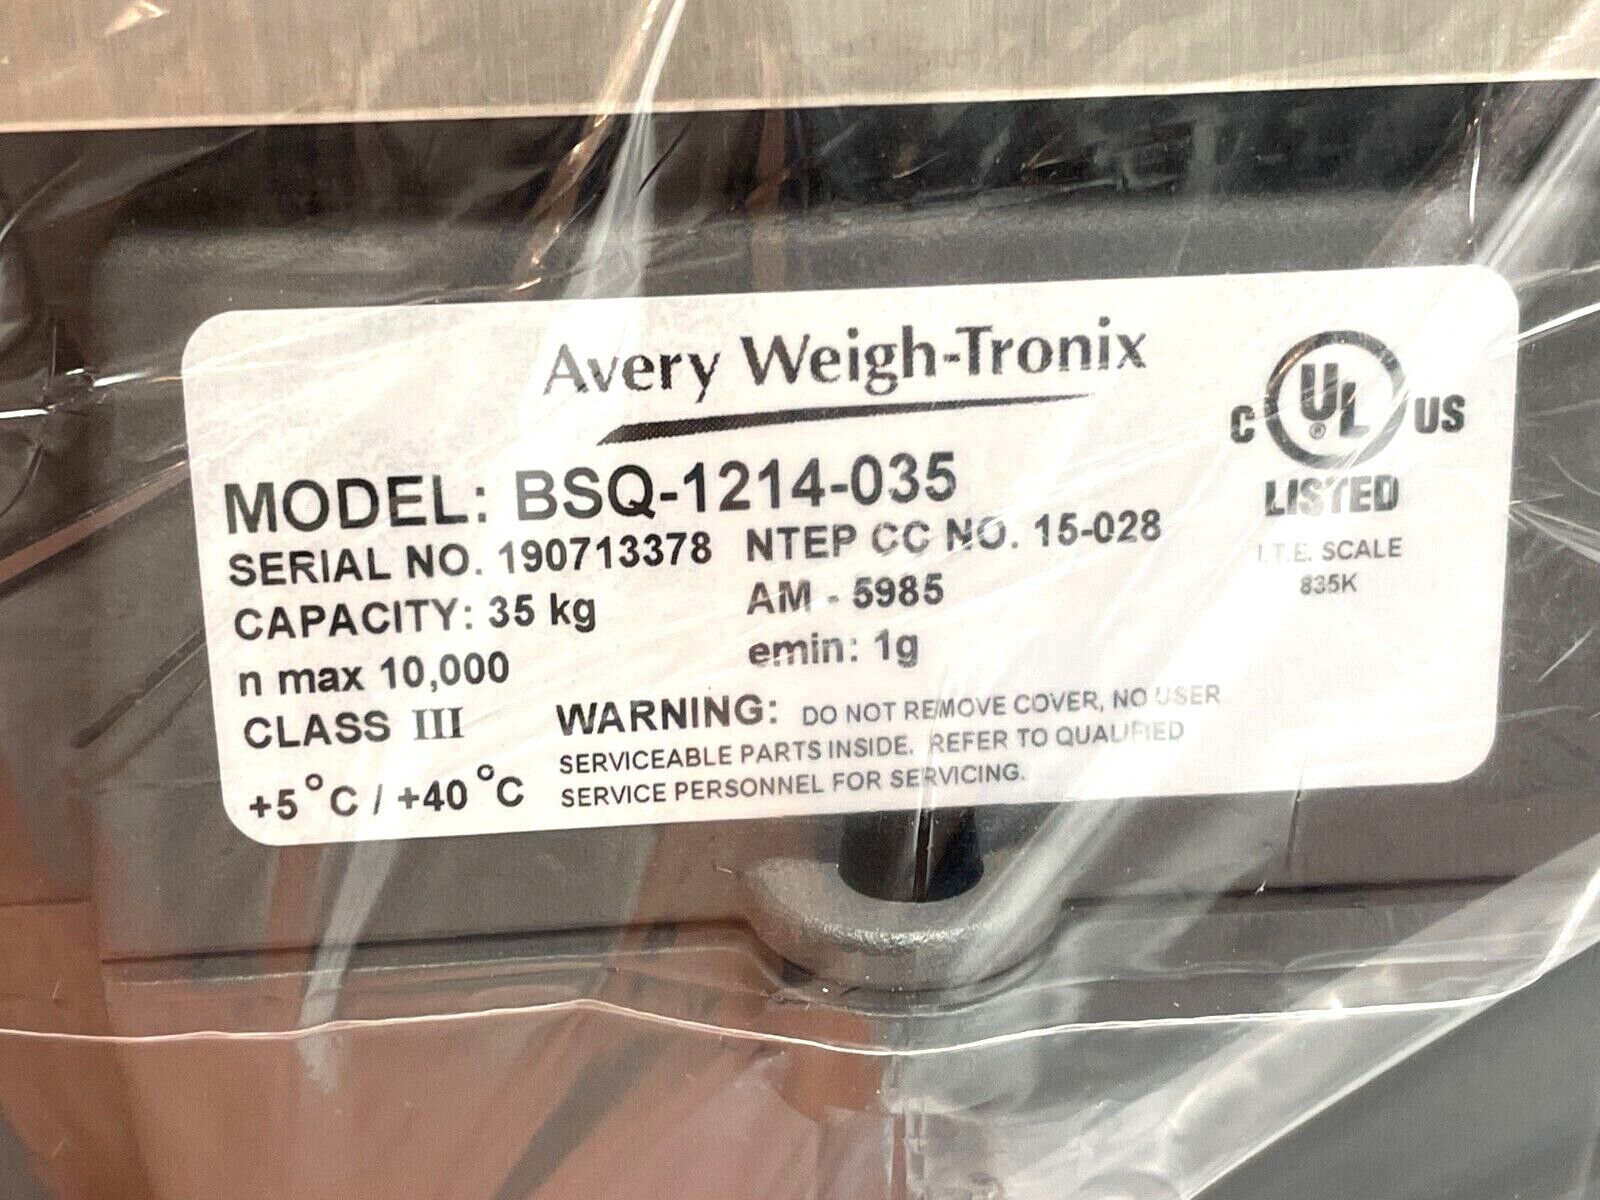 Avery Weigh-Tronix
C UL ® US
LISTED
I.T.E. SCALE
835K
MODEL: BSQ-1214-035
SERIAL NO. 190713378 NTEP CC NO. 15-028
CAPACITY: 35 kg AM - 5985
n max 10,000 emin: 1g
CLASS III
+5°C / +40°C
WARNING: DO NOT REMOVE COVER, NO USER
SERVICEABLE PARTS INSIDE. REFER TO QUALIFIED
SERVICE PERSONNEL FOR SERVICING.